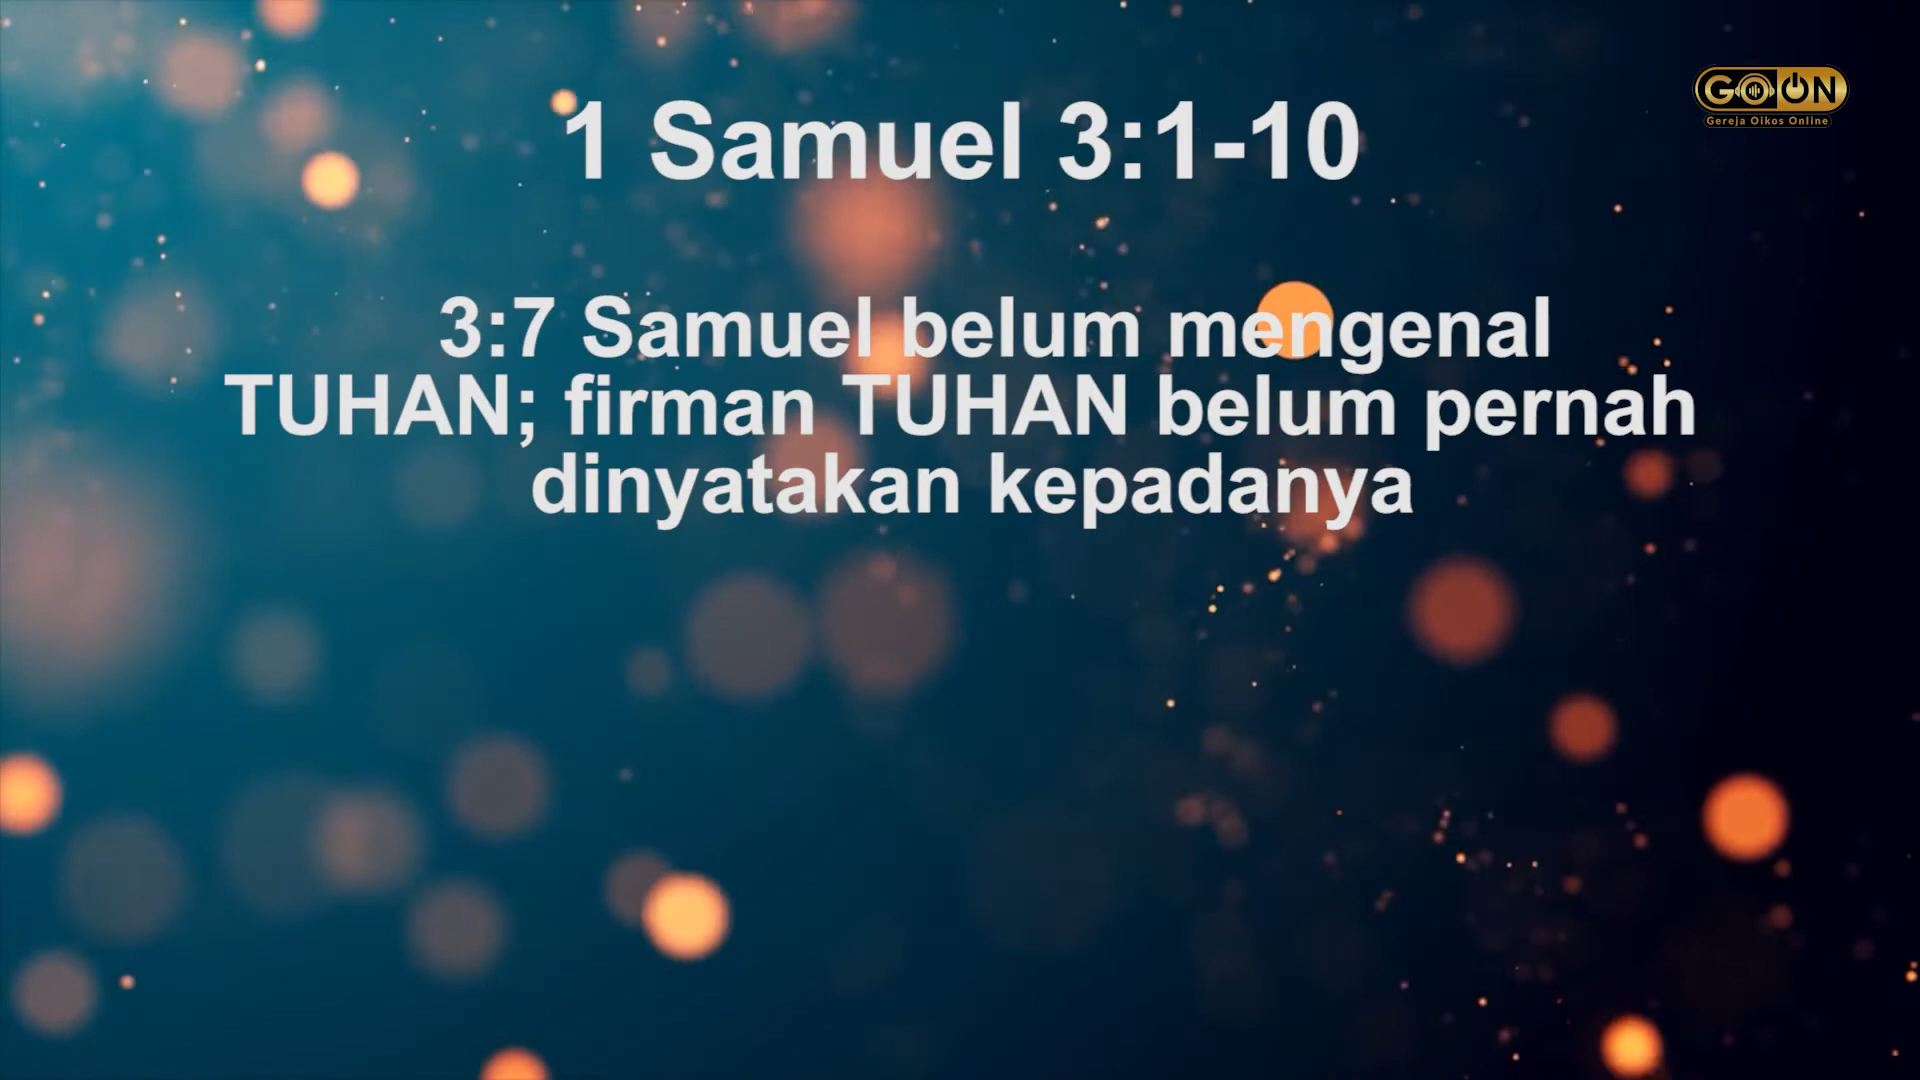 GOON
Gereja Oikos Online
1 Samuel 3:1-10
3:7 Samuel belum mengenal
TUHAN; firman TUHAN belum pernah
dinyatakan kepadanya